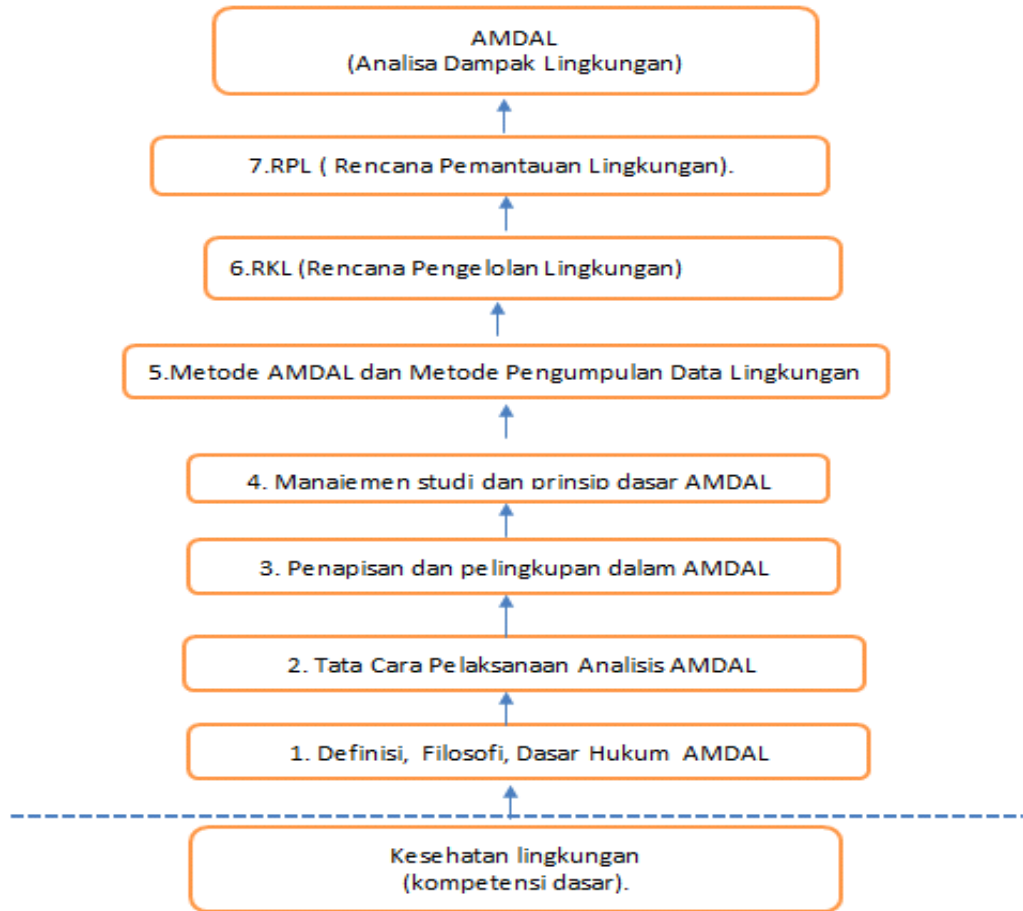 AMDAL
(Analisa Dampak Lingkungan)
7.RPL ( Rencana Pemantauan Lingkungan).
6.RKL (Rencana Pengelolan Lingkungan)
5.Metode AMDAL dan Metode Pengumpulan Data Lingkungan
4. Manajemen studi dan prinsip dasar AMDAL
3. Penapisan dan pelingkupan dalam AMDAL
2. Tata Cara Pelaksanaan Analisis AMDAL
1. Definisi, Filosofi, Dasar Hukum AMDAL
Kesehatan lingkungan
(kompetensi dasar).